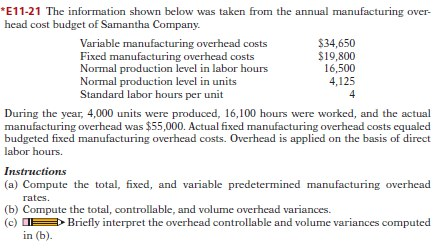 *E11-21 The information shown below was taken from the annual manufacturing over-
head cost budget of Samantha Company.
Variable manufacturing overhead costs $34,650
Fixed manufacturing overhead costs $19,800
Normal production level in labor hours 16,500
Normal production level in units 4,125
Standard labor hours per unit 4
During the year, 4,000 units were produced, 16,100 hours were worked, and the actual
manufacturing overhead was $55,000. Actual fixed manufacturing overhead costs equaled
budgeted fixed manufacturing overhead costs. Overhead is applied on the basis of direct
labor hours.
Instructions
(a) Compute the total, fixed, and variable predetermined manufacturing overhead
rates.
(b) Compute the total, controllable, and volume overhead variances.
(c) Briefly interpret the overhead controllable and volume variances computed
in (b).